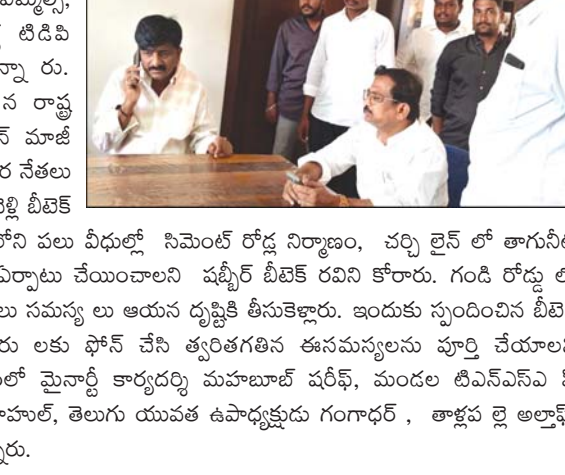 టిడిపి
న్నా రు.
న రాష్ట్ర
న్ మాజీ
ర నేతలు
వెళ్లి బీటెక్
లోని పలు వీధుల్లో సిమెంట్ రోడ్ల నిర్మాణం, చర్చి లైన్ లో తాగునీటి
ఏర్పాటు చేయించాలని షబ్బీర్ బీటెక్ రవిని కోరారు. గండి రోడ్డు లో
లు సమస్య లు ఆయన దృష్టికి తీసుకెళ్లారు. ఇందుకు స్పందించిన బీటె
రు లకు ఫోన్ చేసి త్వరితగతిన ఈసమస్యలను పూర్తి చేయాల
లో మైనార్టీ కార్యదర్శి మహబూబ్ షరీఫ్, మండల టిఎన్ఎస్ఎ
ాహుల్, తెలుగు యువత ఉపాధ్యక్షుడు గంగాధర్ , తాళ్లప ల్లె అల్తాఫ్
్నారు.